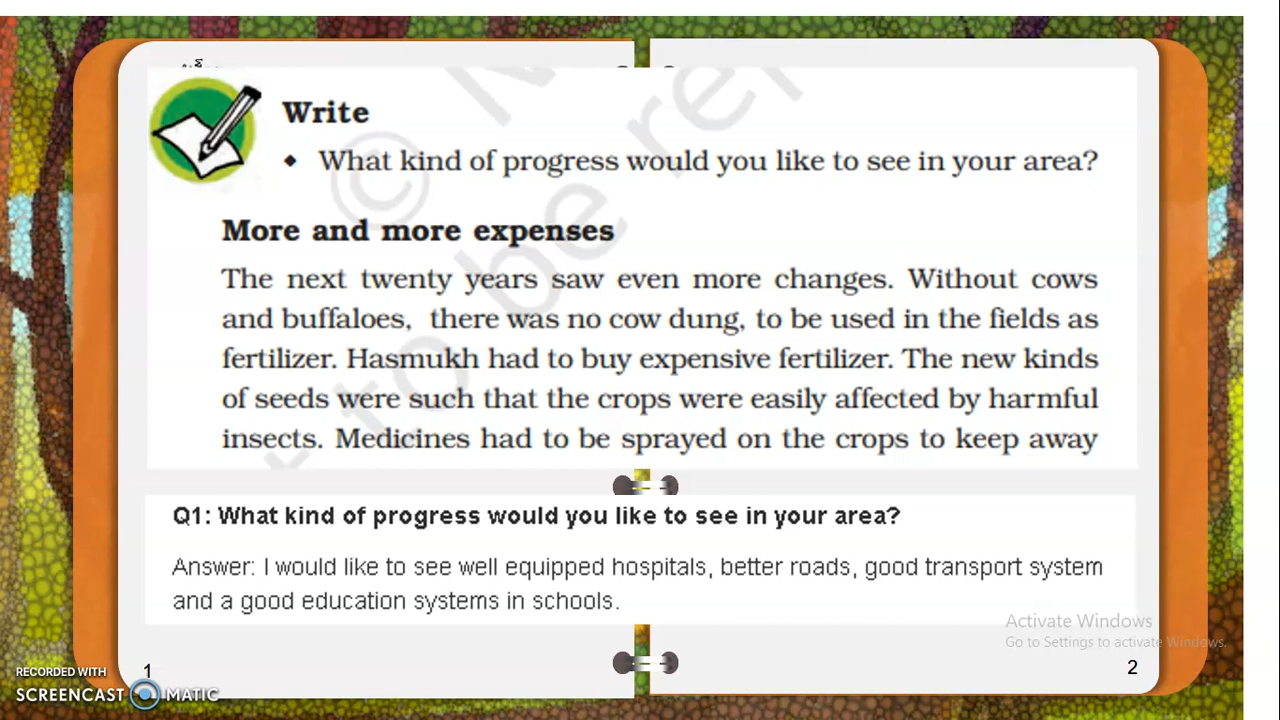 Write
◆ What kind of progress would you like to see in your area?
More and more expenses
The next twenty years saw even more changes. Without cows
and buffaloes, there was no cow dung, to be used in the fields as
fertilizer. Hasmukh had to buy expensive fertilizer. The new kinds
of seeds were such that the crops were easily affected by harmful
insects. Medicines had to be sprayed on the crops to keep away
Q1: What kind of progress would you like to see in your area?
Answer: I would like to see well equipped hospitals, better roads, good transport system
and a good education systems in schools.
Activate Windows
Go to Settings to activate Windows.
1
2
RECORDED WITH
SCREENCAST MATIC
© N
to be re